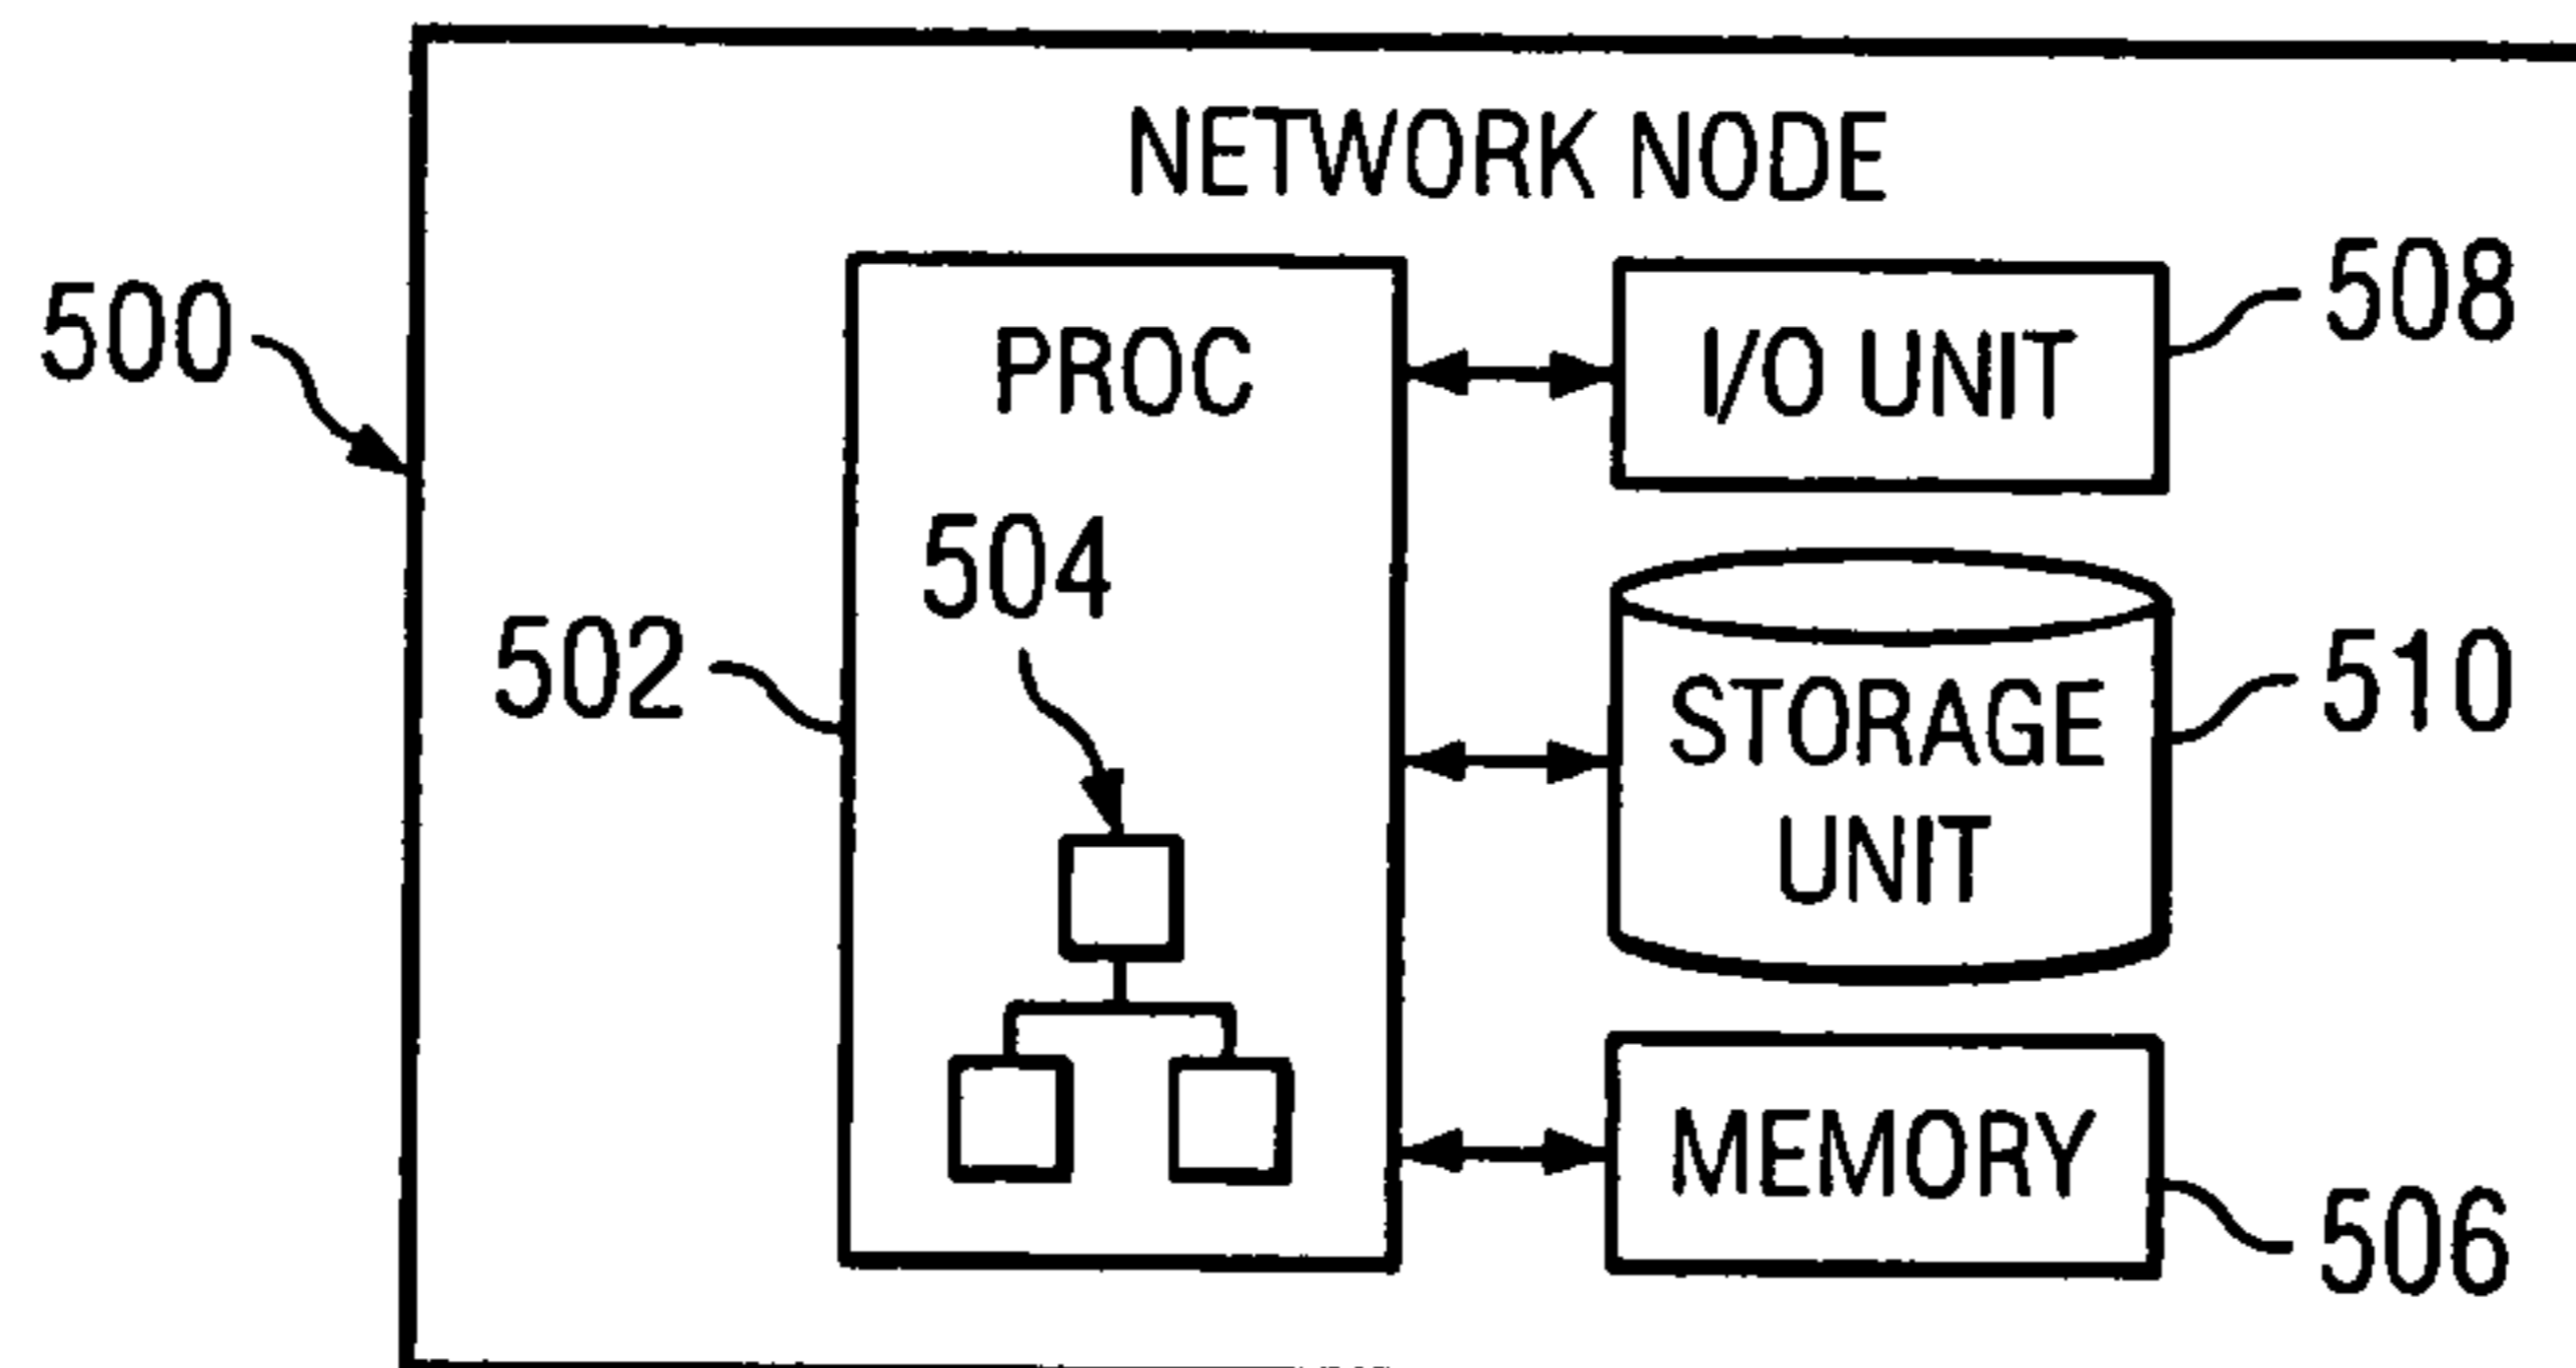 NETWORK NODE
500
PROC
I/O UNIT
508
504
502
STORAGE
UNIT
510
MEMORY
506